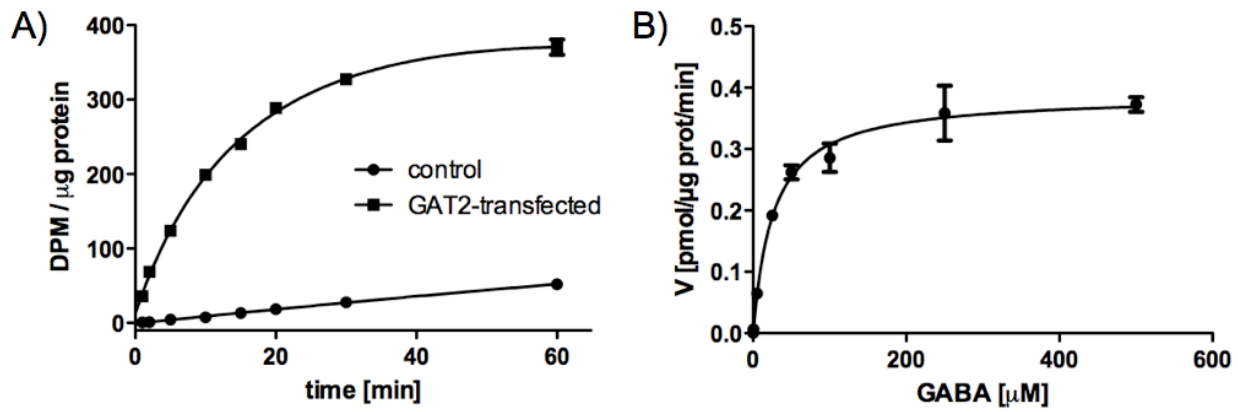 A)
DPM / μg protein
400
300
200
100
0
0 20 40 60
time [min]
control
GAT2-transfected
B)
V [pmol/μg prot/min]
0.5
0.4
0.3
0.2
0.1
0.0
0 200 400 600
GABA [μM]